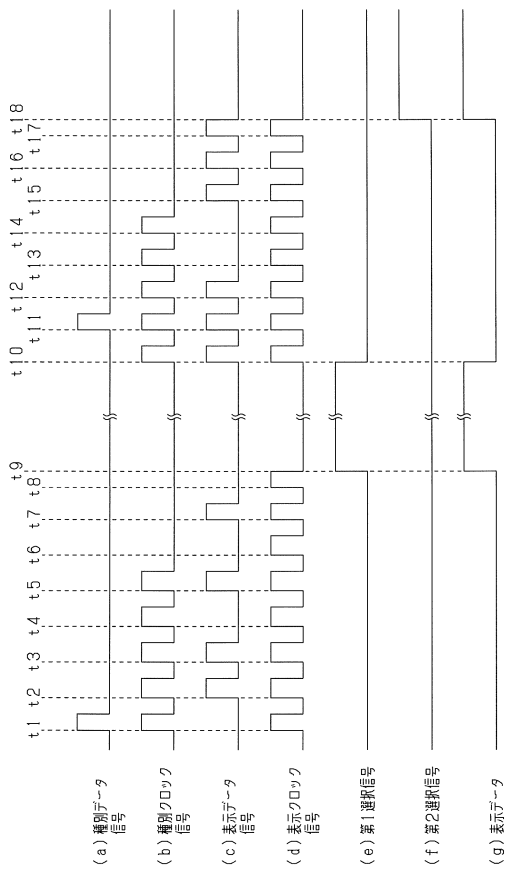 t1 t2 t3 t4 t5 t6 t7 t8 t9 t10 t11 t12 t13 t14 t15 t16 t17 t18
(a)種別データ
信号
(b)種別クロック
信号
(c)表示データ
信号
(d)表示クロック
信号
(e)第1選択信号
(f)第2選択信号
(g)表示データ